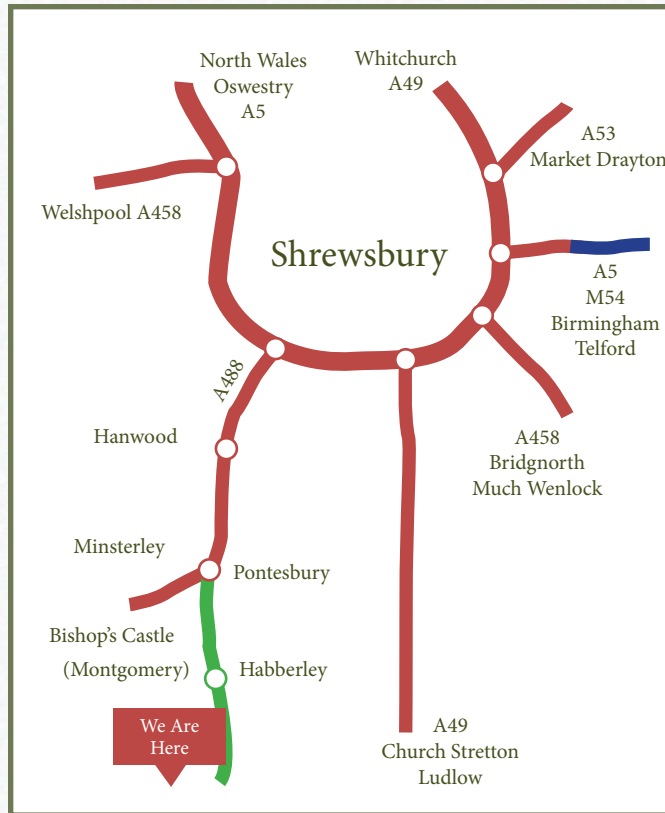 North Wales
Oswestry
A5
Whitchurch
A49
A53
Market Drayton
Welshpool A458
Shrewsbury
A5
M54
Birmingham
Telford
A488
Hanwood
A458
Bridgnorth
Much Wenlock
Minsterley
Pontesbury
Bishop's Castle
(Montgomery)
Habberley
We Are
Here
A49
Church Stretton
Ludlow